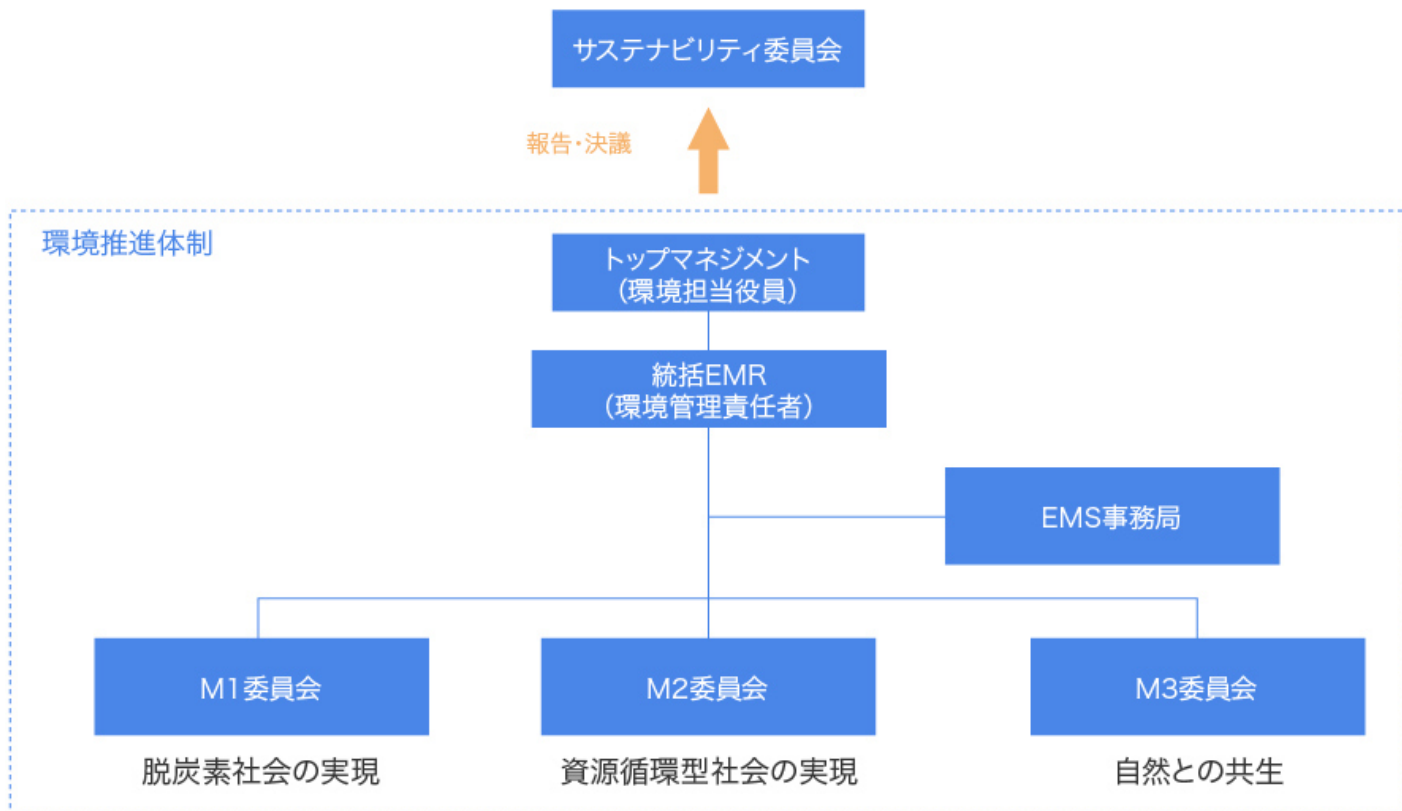 サステナビリティ委員会
報告・決議
環境推進体制
トップマネジメント
（環境担当役員）
統括EMR
（環境管理責任者）
EMS事務局
M1委員会
M2委員会
M3委員会
脱炭素社会の実現
資源循環型社会の実現
自然との共生